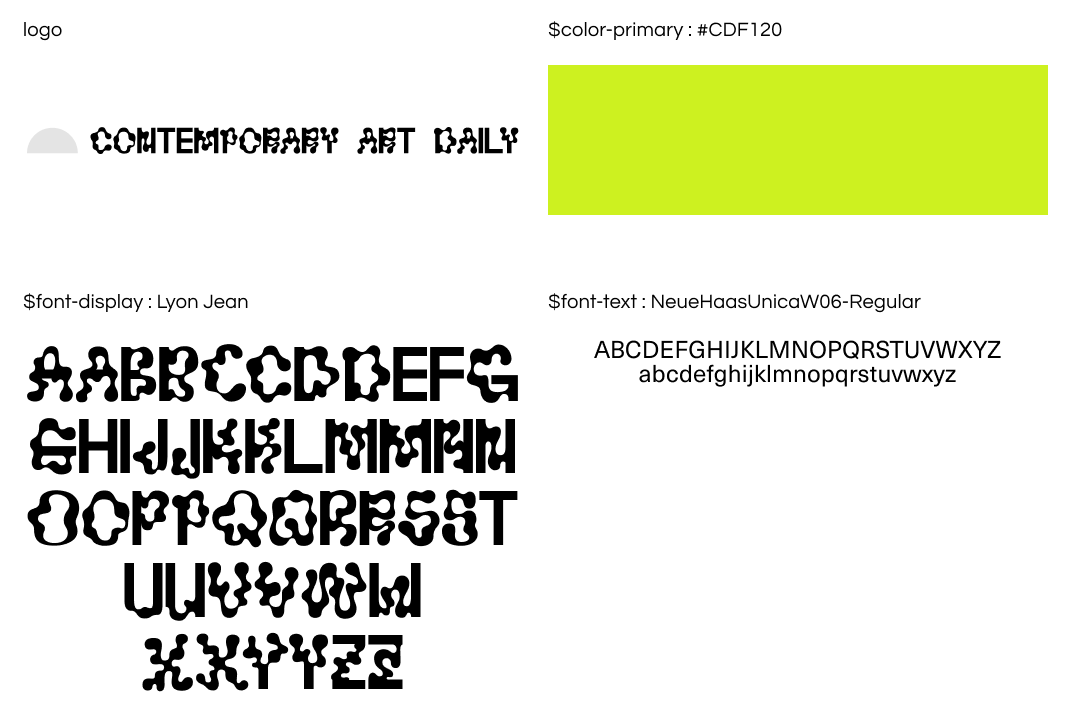 logo
$color-primary : #CDF120
CONTEMPORARY ART DAILY
$font-display : Lyon Jean
$font-text : NeueHaasUnicaW06-Regular
AABBCCDDEFG
GHIJJKKLMMNN
OOPPQQRRSST
UUVVWW
XXYYZZ
ABCDEFGHIJKLMNOPQRSTUVWXYZ
abcdefghijklmnopqrstuvwxyz